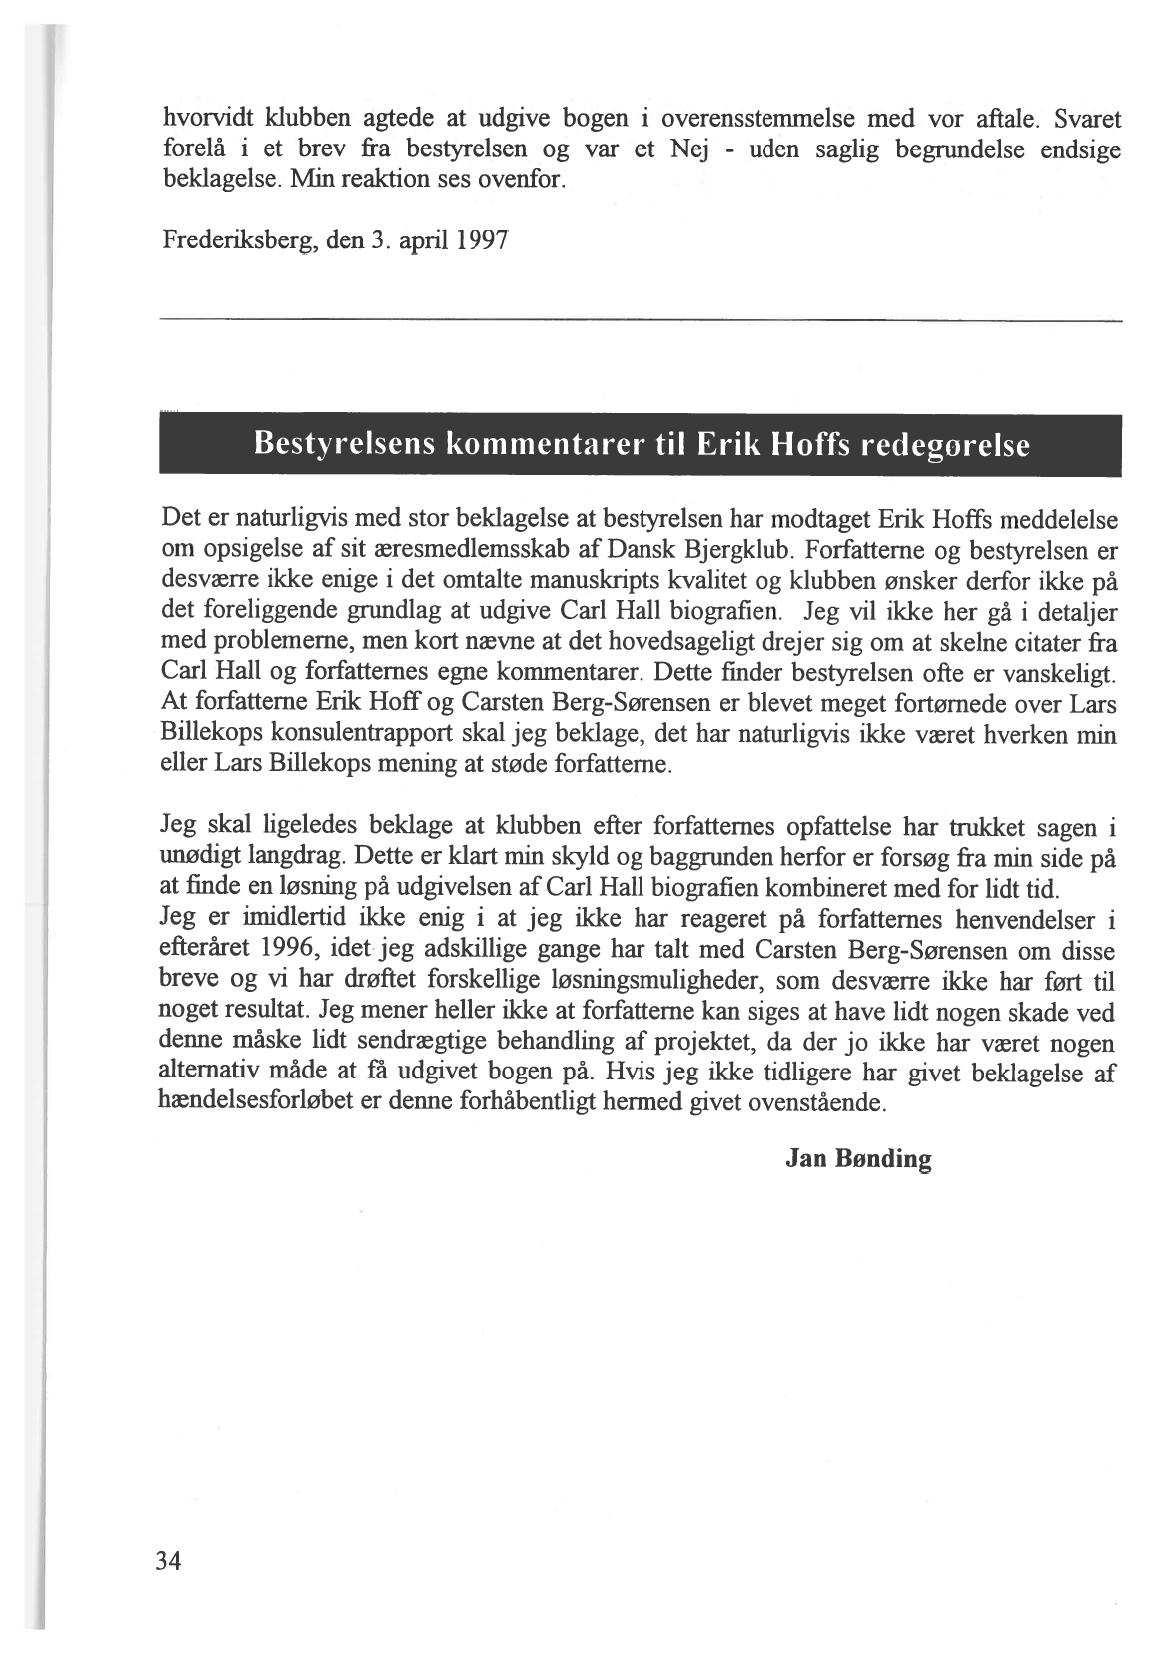 hvorvidt klubben agtede at udgive bogen i overensstemmelse med vor aftale. Svaret
forelå i et brev fra bestyrelsen og var et Nej - uden saglig begrundelse endsige
beklagelse. Min reaktion ses ovenfor.
Frederiksberg, den 3. april 1997
Bestyrelsens kommentarer til Erik Hoffs redegørelse
Det er naturligvis med stor beklagelse at bestyrelsen har modtaget Erik Hoffs meddelelse
om opsigelse af sit æresmedlemsskab af Dansk Bjergklub. Forfatterne og bestyrelsen er
desværre ikke enige i det omtalte manuskripts kvalitet og klubben ønsker derfor ikke på
det foreliggende grundlag at udgive Carl Hall biografien. Jeg vil ikke her gå i detaljer
med problemerne, men kort nævne at det hovedsageligt drejer sig om at skelne citater fra
Carl Hall og forfatternes egne kommentarer. Dette finder bestyrelsen ofte er vanskeligt.
At forfatterne Erik Hoff og Carsten Berg-Sørensen er blevet meget fortørnede over Lars
Billekops konsulentrapport skal jeg beklage, det har naturligvis ikke været hverken min
eller Lars Billekops mening at støde forfatterne.
Jeg skal ligeledes beklage at klubben efter forfatternes opfattelse har trukket sagen i
unødigt langdrag. Dette er klart min skyld og baggrunden herfor er forsøg fra min side på
at finde en løsning på udgivelsen af Carl Hall biografien kombineret med for lidt tid.
Jeg er imidlertid ikke enig i at jeg ikke har reageret på forfatternes henvendelser i
efteråret 1996, idet jeg adskillige gange har talt med Carsten Berg-Sørensen om disse
breve og vi har drøftet forskellige løsningsmuligheder, som desværre ikke har ført til
noget resultat. Jeg mener heller ikke at forfatterne kan siges at have lidt nogen skade ved
denne måske lidt sendrægtige behandling af projektet, da der jo ikke har været nogen
alternativ måde at få udgivet bogen på. Hvis jeg ikke tidligere har givet beklagelse af
hændelsesforløbet er denne forhåbentligt hermed givet ovenstående.
Jan Bønding
34